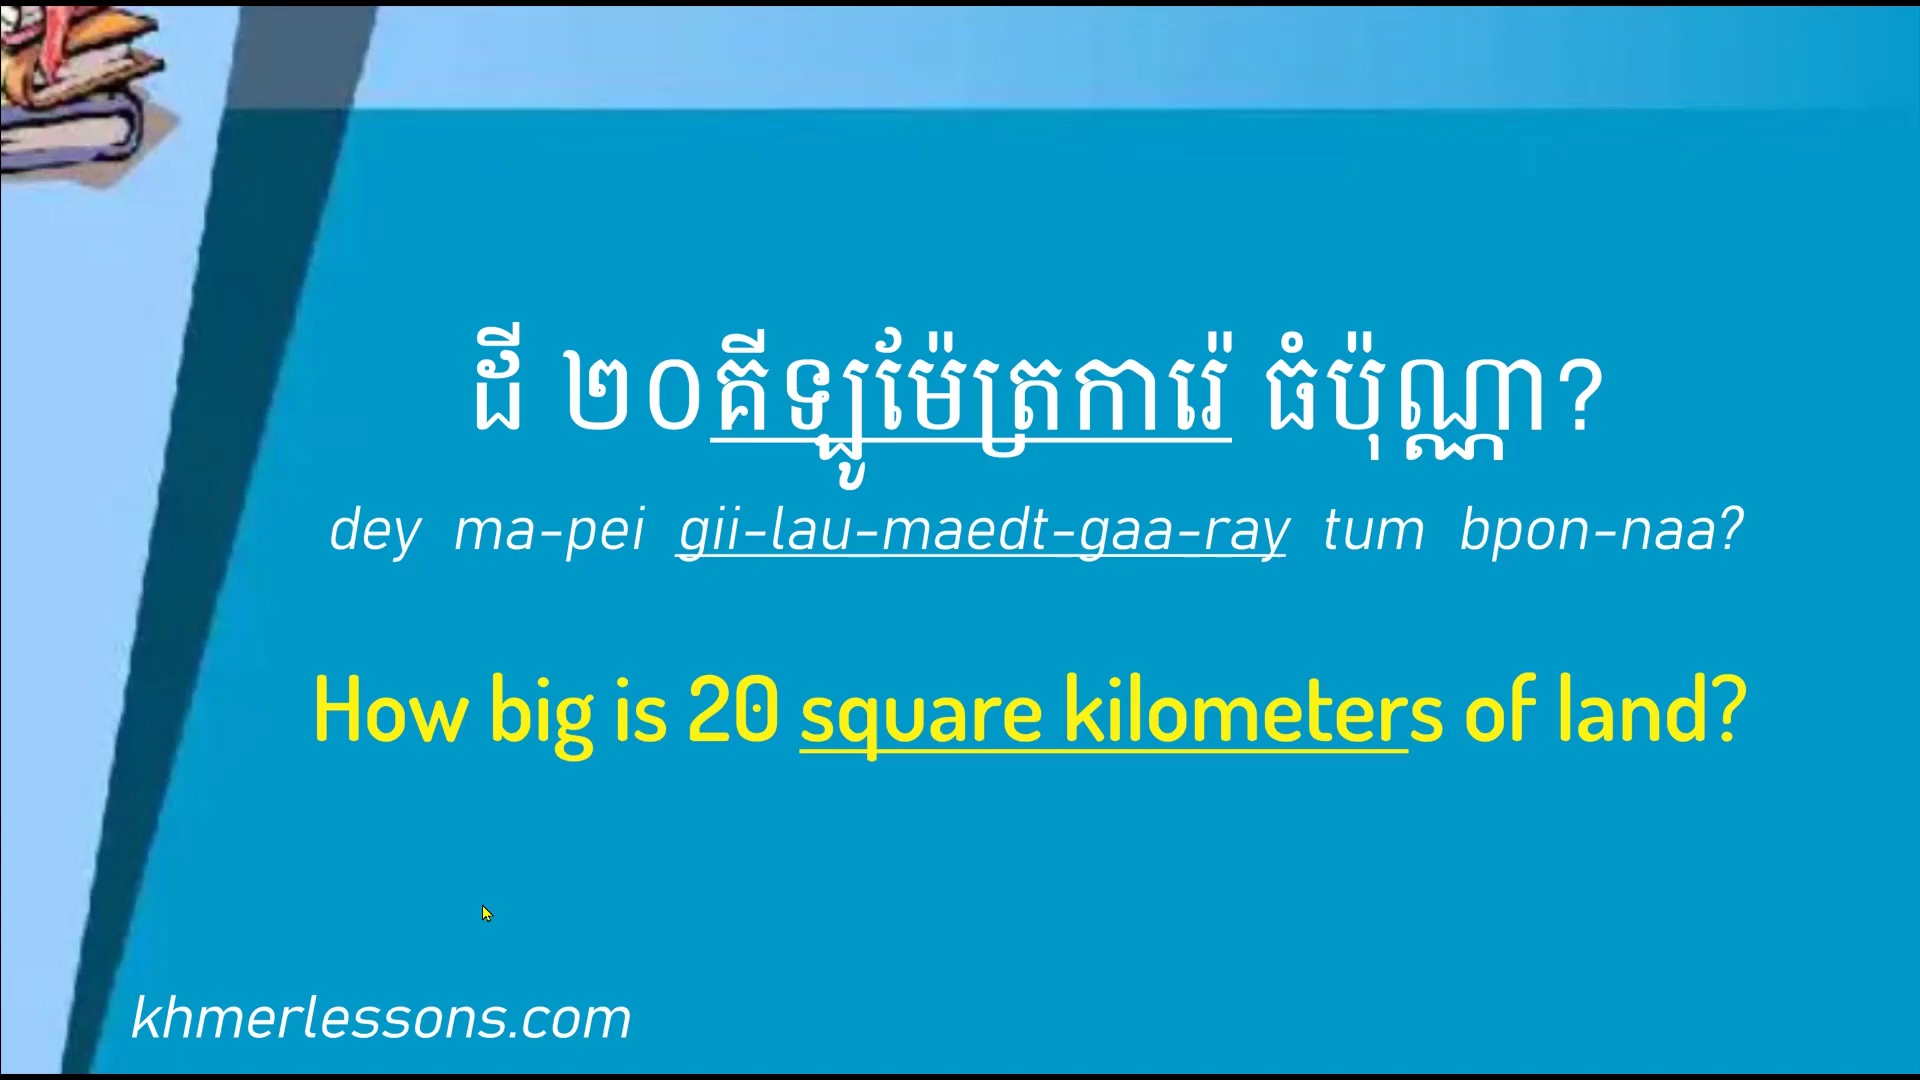 ដី ២០គីឡូម៉ែត្រការ៉េ ធំប៉ុណ្ណា?
dey ma-pei gii-lau-maedt-gaa-ray tum bpon-naa?
How big is 20 square kilometers of land?
khmerlessons.com